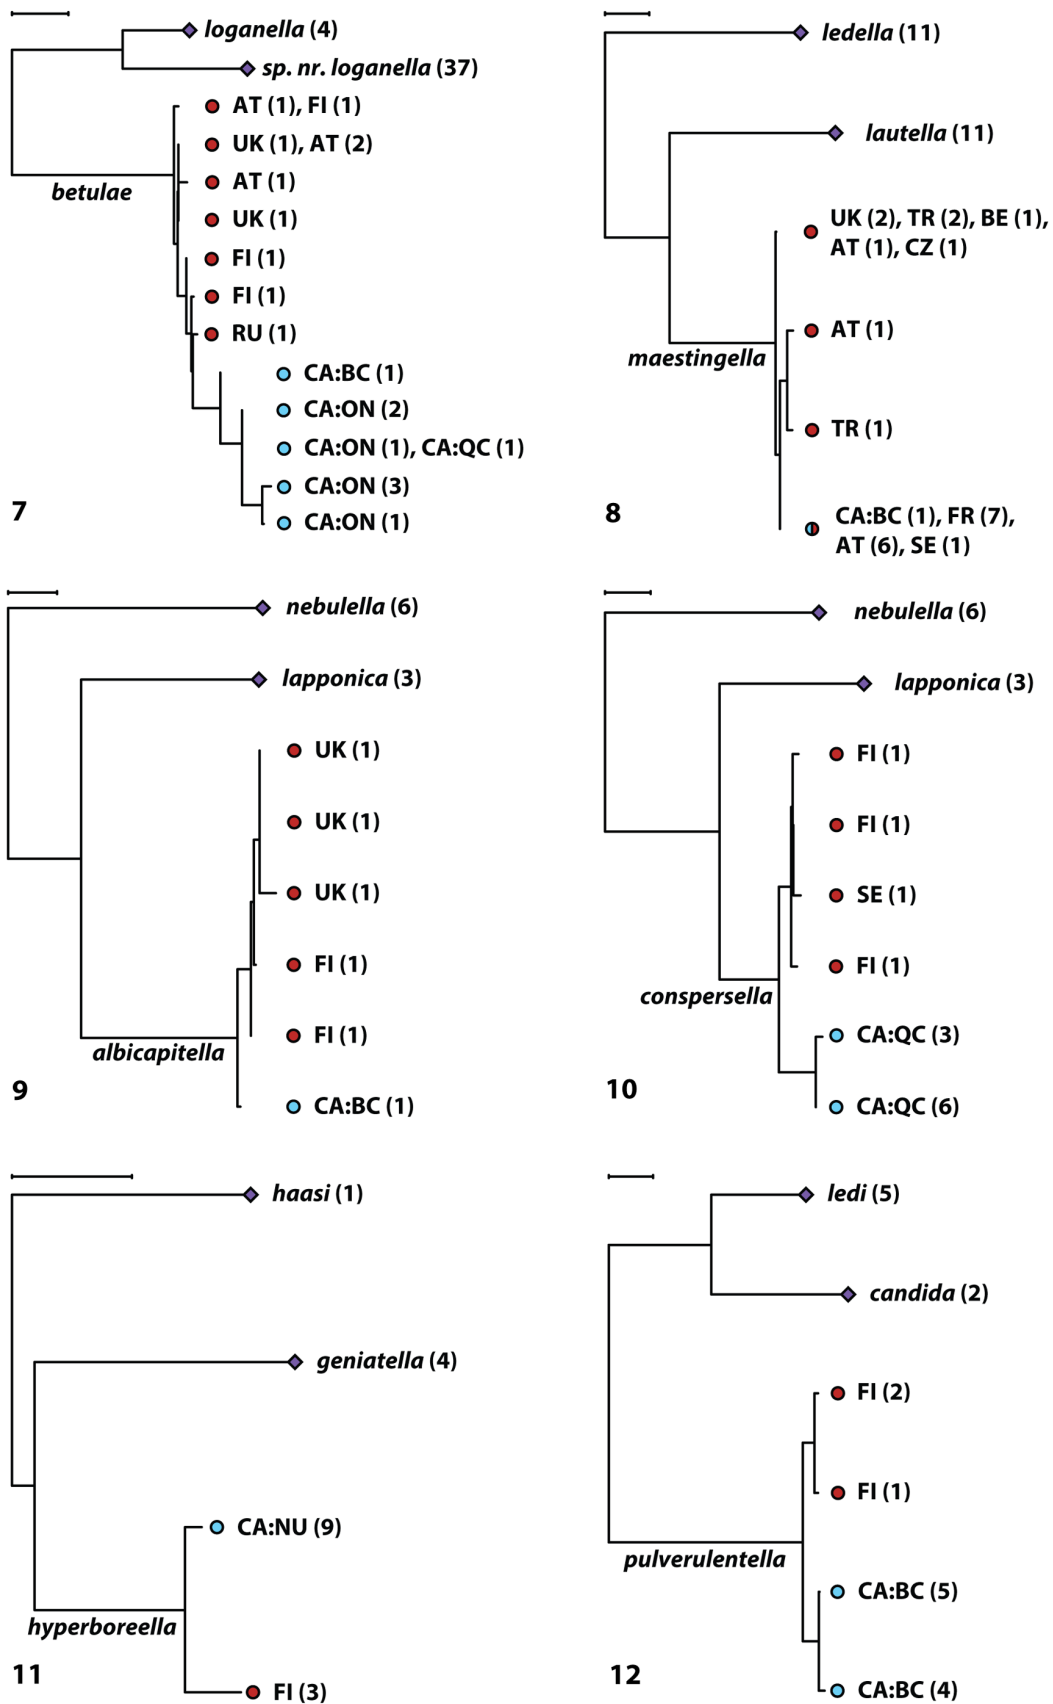 loganella (4)
sp. nr. loganella (37)
AT (1), FI (1)
UK (1), AT (2)
AT (1)
betulae
UK (1)
FI (1)
FI (1)
RU (1)
CA:BC (1)
CA:ON (2)
CA:ON (1), CA:QC (1)
CA:ON (3)
7
CA:ON (1)
ledella (11)
lautella (11)
UK (2), TR (2), BE (1),
AT (1), CZ (1)
AT (1)
maestingella
TR (1)
8
CA:BC (1), FR (7),
AT (6), SE (1)
nebulella (6)
lapponica (3)
UK (1)
UK (1)
UK (1)
FI (1)
FI (1)
albicapitella
9
CA:BC (1)
nebulella (6)
lapponica (3)
FI (1)
FI (1)
SE (1)
FI (1)
conspersella
CA:QC (3)
10
CA:QC (6)
haasi (1)
geniatella (4)
CA:NU (9)
hyperboreella
11
FI (3)
ledi (5)
candida (2)
FI (2)
FI (1)
pulverulentella
CA:BC (5)
12
CA:BC (4)